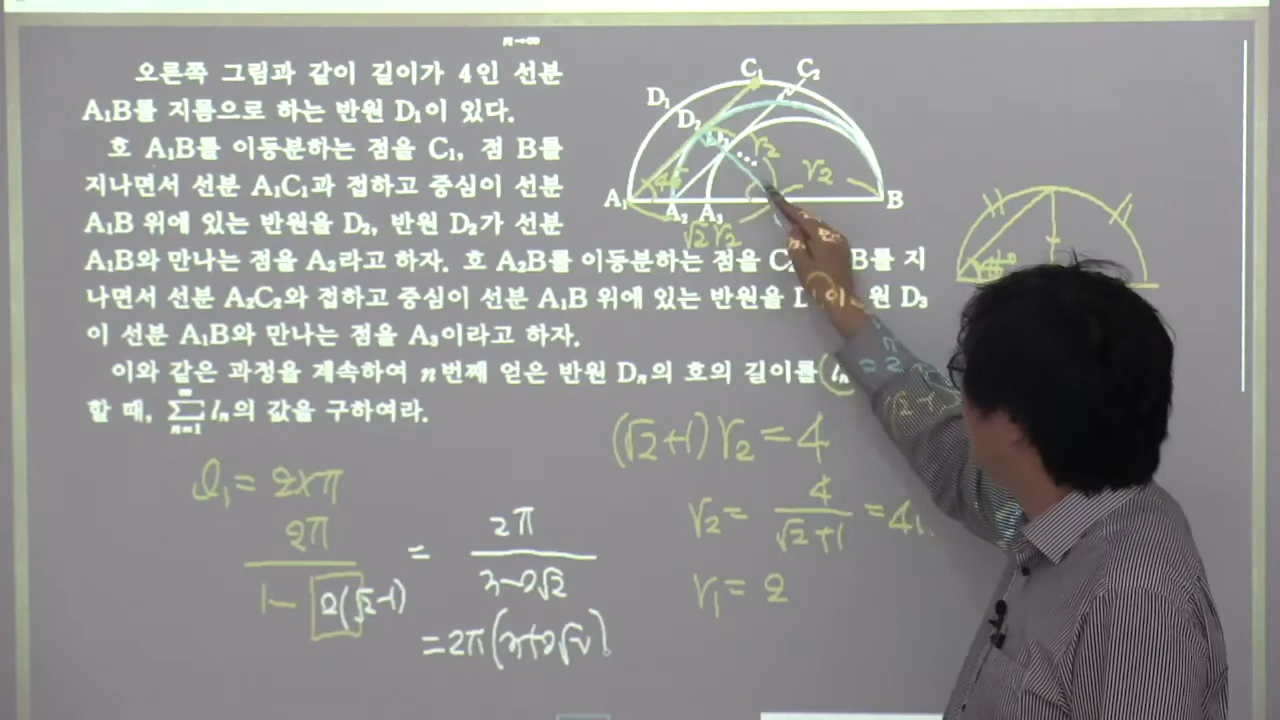 n→∞
오른쪽 그림과 같이 길이가 4인 선분
A₁B를 지름으로 하는 반원 D₁이 있다.
호 A₁B를 이등분하는 점을 C₁, 점 B를
지나면서 선분 A₁C₁과 접하고 중심이 선분
A₁B 위에 있는 반원을 D₂, 반원 D₂가 선분
A₁B와 만나는 점을 A₂라고 하자. 호 A₂B를 이등분하는 점을 C B를 지
나면서 선분 A₂C₂와 접하고 중심이 선분 A₁B 위에 있는 반원을 D 원 D₃
이 선분 A₁B와 만나는 점을 A₃이라고 하자.
이와 같은 과정을 계속하여 n번째 얻은 반원 Dₙ의 호의 길이를 lₙ
할 때, ∑ₙ₌₁^∞ lₙ의 값을 구하여라.
C₁ C₂
D₁
D₂
r₂
r₂
45
A₁ A₂ A₃ B
√2 r₂
l₁ = 2×π
2π
1- 2(√2-1)
= 2π
3-2√2
=2π(3+2√2)
(√2+1)r₂=4
r₂= 4/(√2+1) =4
r₁= 2